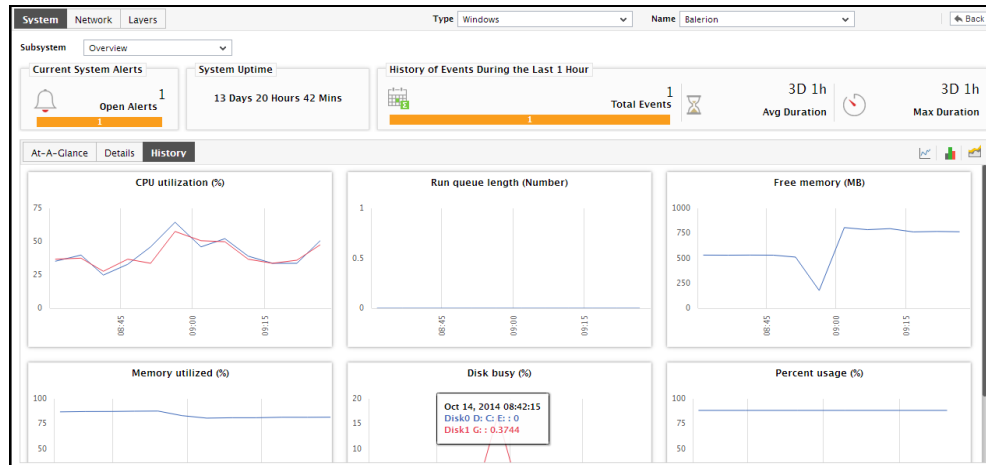 System Network Layers Type Windows Name Balerion Back
Subsystem Overview
Current System Alerts System Uptime History of Events During the Last 1 Hour
1
Open Alerts
1
13 Days 20 Hours 42 Mins
1
Total Events
1
3D 1h
Avg Duration
3D 1h
Max Duration
At-A-Glance Details History
CPU utilization (%)
75
50
25
0
08:45 09:00 09:15
Run queue length (Number)
1
0.5
0
08:45 09:00 09:15
Free memory (MB)
1000
750
500
250
0
08:45 09:00 09:15
Memory utilized (%)
100
75
50
Disk busy (%)
20
15
10
Oct 14, 2014 08:42:15
Disk0 D: C: E: : 0
Disk1 G: : 0.3744
Percent usage (%)
100
75
50